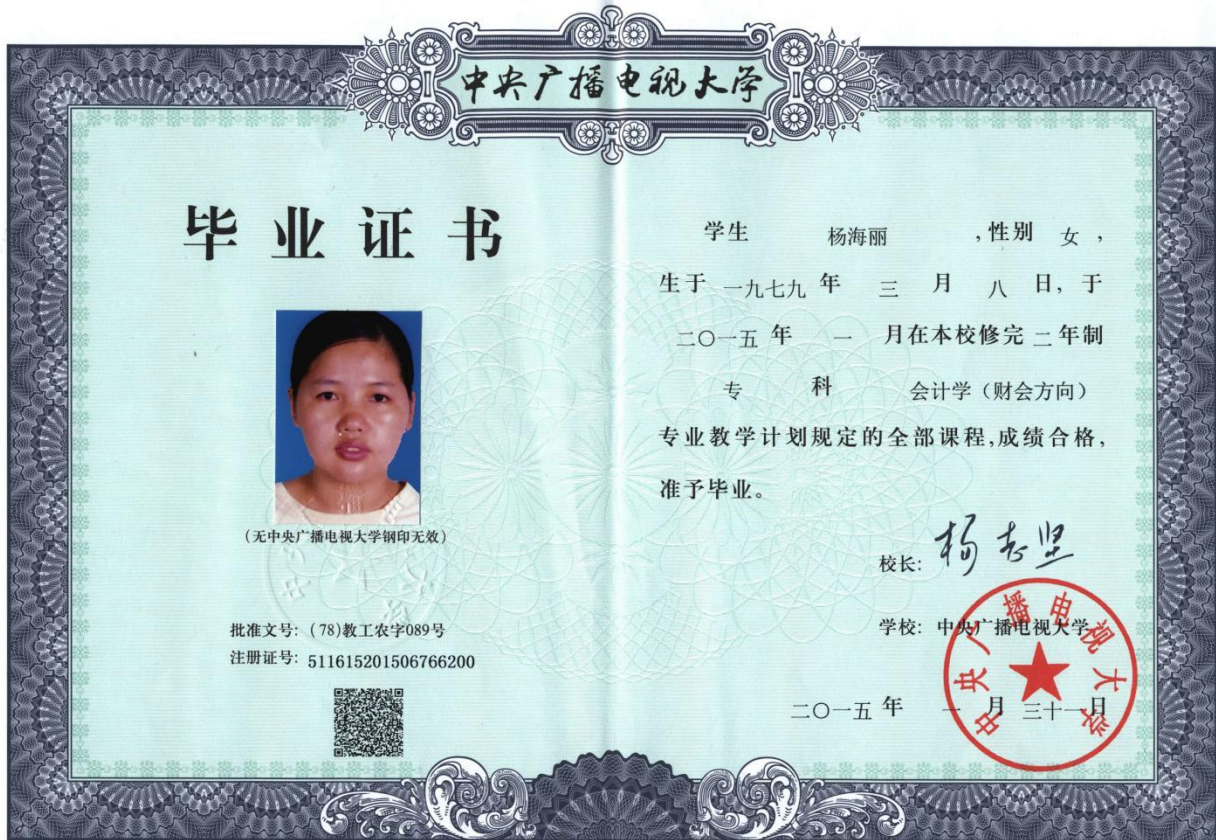 中央广播电视大学
毕业证书
(无中央广播电视大学钢印无效)
批准文号: (78)教工农字089号
注册证号: 511615201506766200
学生 杨海丽 ,性别 女 ,
生于 一九七九 年 三 月 八 日, 于
二〇一五 年 一 月在本校修完 二 年制
专 科 会计学（财会方向）
专业教学计划规定的全部课程,成绩合格,
准予毕业。
校长: 杨志坚
学校: 中央广播电视大学
二〇一五 年 一 月 三十一日
中央广播电视大学